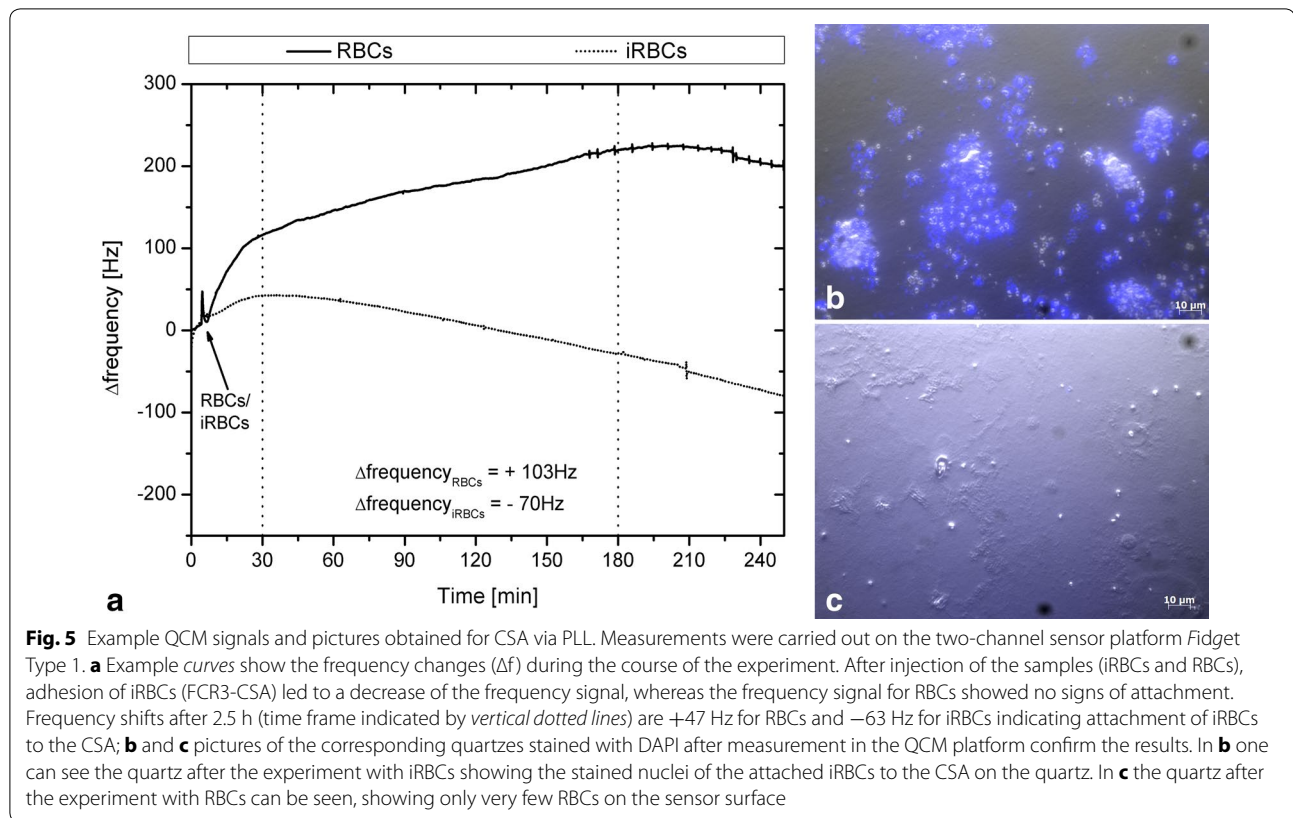 RBCs iRBCs
300
200
100
0
-100
-200
Δfrequency [Hz]
RBCs/
iRBCs
Δfrequency_RBCs = + 103Hz
Δfrequency_iRBCs = - 70Hz
0 30 60 90 120 150 180 210 240
Time [min]
a
b
10 µm
c
10 µm
Fig. 5 Example QCM signals and pictures obtained for CSA via PLL. Measurements were carried out on the two-channel sensor platform Fidget
Type 1. a Example curves show the frequency changes (Δf) during the course of the experiment. After injection of the samples (iRBCs and RBCs),
adhesion of iRBCs (FCR3-CSA) led to a decrease of the frequency signal, whereas the frequency signal for RBCs showed no signs of attachment.
Frequency shifts after 2.5 h (time frame indicated by vertical dotted lines) are +47 Hz for RBCs and −63 Hz for iRBCs indicating attachment of iRBCs
to the CSA; b and c pictures of the corresponding quartzes stained with DAPI after measurement in the QCM platform confirm the results. In b one
can see the quartz after the experiment with iRBCs showing the stained nuclei of the attached iRBCs to the CSA on the quartz. In c the quartz after
the experiment with RBCs can be seen, showing only very few RBCs on the sensor surface